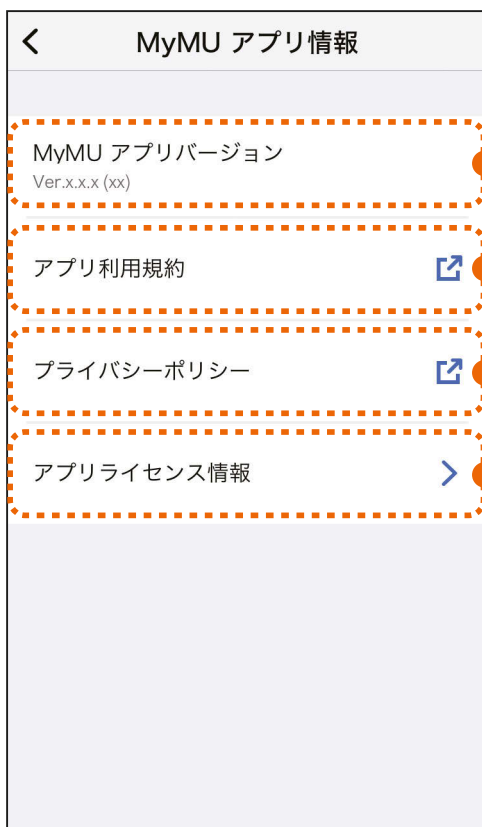 MyMU アプリ情報
MyMU アプリバージョン
Ver.x.x.x (xx)
アプリ利用規約
プライバシーポリシー
アプリライセンス情報